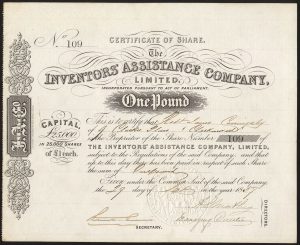 No. 109
CERTIFICATE OF SHARE.
The
INVENTORS' ASSISTANCE COMPANY,
LIMITED.
INCORPORATED PURSUANT TO ACT OF PARLIAMENT.
One Pound
CAPITAL
£25,000
IN 25,000 SHARES
OF £1 each.
This is to certify that
is the Proprietor of the Share Number 109 of
THE INVENTORS' ASSISTANCE COMPANY, LIMITED,
subject to the Regulations of the said Company; and that
up to this day there has been paid in respect of such Share
the sum of One Pound
Given under the Common Seal of the said Company,
the 29 day of
Managing Director
DIRECTORS.
SECRETARY.